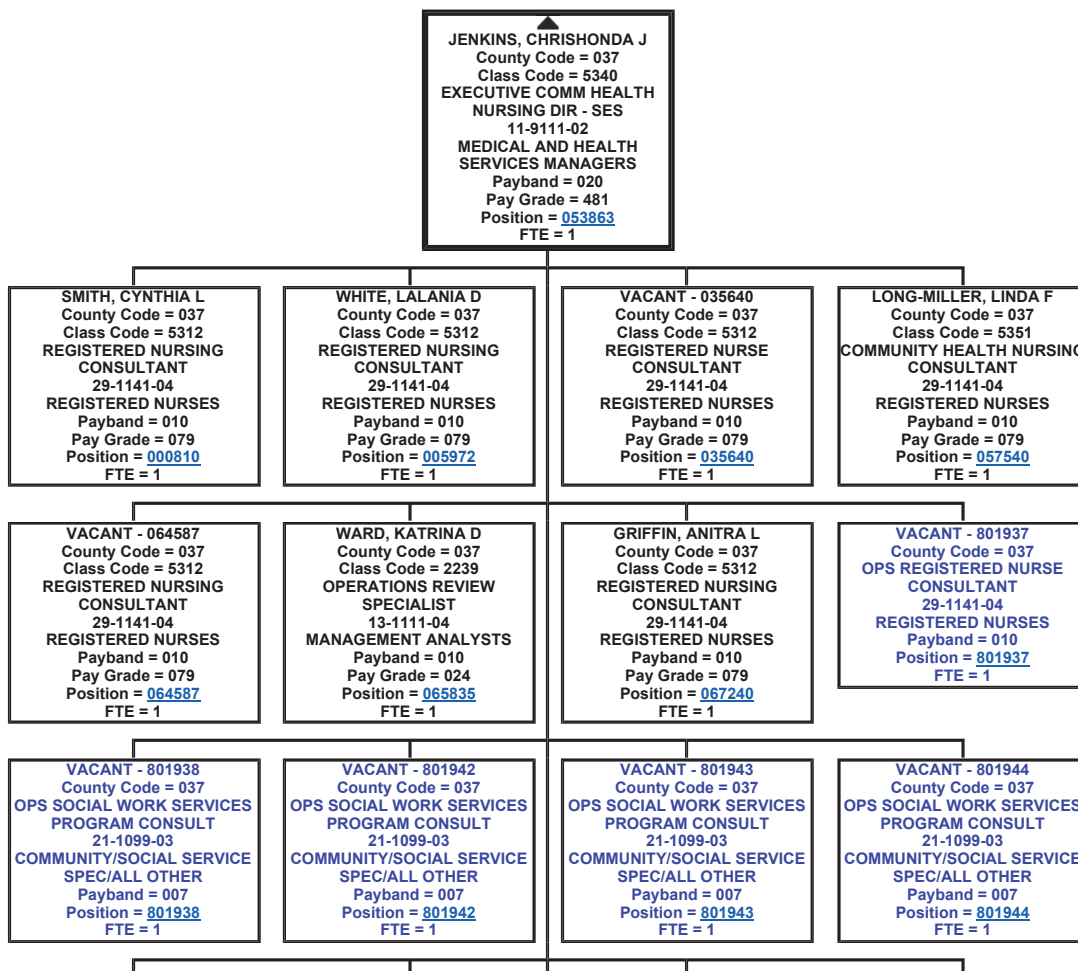 JENKINS, CHRISHONDA J
County Code = 037
Class Code = 5340
EXECUTIVE COMM HEALTH
NURSING DIR - SES
11-9111-02
MEDICAL AND HEALTH
SERVICES MANAGERS
Payband = 020
Pay Grade = 481
Position = 053863
FTE = 1
SMITH, CYNTHIA L
County Code = 037
Class Code = 5312
REGISTERED NURSING
CONSULTANT
29-1141-04
REGISTERED NURSES
Payband = 010
Pay Grade = 079
Position = 000810
FTE = 1
WHITE, LALANIA D
County Code = 037
Class Code = 5312
REGISTERED NURSING
CONSULTANT
29-1141-04
REGISTERED NURSES
Payband = 010
Pay Grade = 079
Position = 005972
FTE = 1
VACANT - 035640
County Code = 037
Class Code = 5312
REGISTERED NURSE
CONSULTANT
29-1141-04
REGISTERED NURSES
Payband = 010
Pay Grade = 079
Position = 035640
FTE = 1
LONG-MILLER, LINDA F
County Code = 037
Class Code = 5351
COMMUNITY HEALTH NURSING
CONSULTANT
29-1141-04
REGISTERED NURSES
Payband = 010
Pay Grade = 079
Position = 057540
FTE = 1
VACANT - 064587
County Code = 037
Class Code = 5312
REGISTERED NURSING
CONSULTANT
29-1141-04
REGISTERED NURSES
Payband = 010
Pay Grade = 079
Position = 064587
FTE = 1
WARD, KATRINA D
County Code = 037
Class Code = 2239
OPERATIONS REVIEW
SPECIALIST
13-1111-04
MANAGEMENT ANALYSTS
Payband = 010
Pay Grade = 024
Position = 065835
FTE = 1
GRIFFIN, ANITRA L
County Code = 037
Class Code = 5312
REGISTERED NURSING
CONSULTANT
29-1141-04
REGISTERED NURSES
Payband = 010
Pay Grade = 079
Position = 067240
FTE = 1
VACANT - 801937
County Code = 037
OPS REGISTERED NURSE
CONSULTANT
29-1141-04
REGISTERED NURSES
Payband = 010
Position = 801937
FTE = 1
VACANT - 801938
County Code = 037
OPS SOCIAL WORK SERVICES
PROGRAM CONSULT
21-1099-03
COMMUNITY/SOCIAL SERVICE
SPEC/ALL OTHER
Payband = 007
Position = 801938
FTE = 1
VACANT - 801942
County Code = 037
OPS SOCIAL WORK SERVICES
PROGRAM CONSULT
21-1099-03
COMMUNITY/SOCIAL SERVICE
SPEC/ALL OTHER
Payband = 007
Position = 801942
FTE = 1
VACANT - 801943
County Code = 037
OPS SOCIAL WORK SERVICES
PROGRAM CONSULT
21-1099-03
COMMUNITY/SOCIAL SERVICE
SPEC/ALL OTHER
Payband = 007
Position = 801943
FTE = 1
VACANT - 801944
County Code = 037
OPS SOCIAL WORK SERVICES
PROGRAM CONSULT
21-1099-03
COMMUNITY/SOCIAL SERVICE
SPEC/ALL OTHER
Payband = 007
Position = 801944
FTE = 1